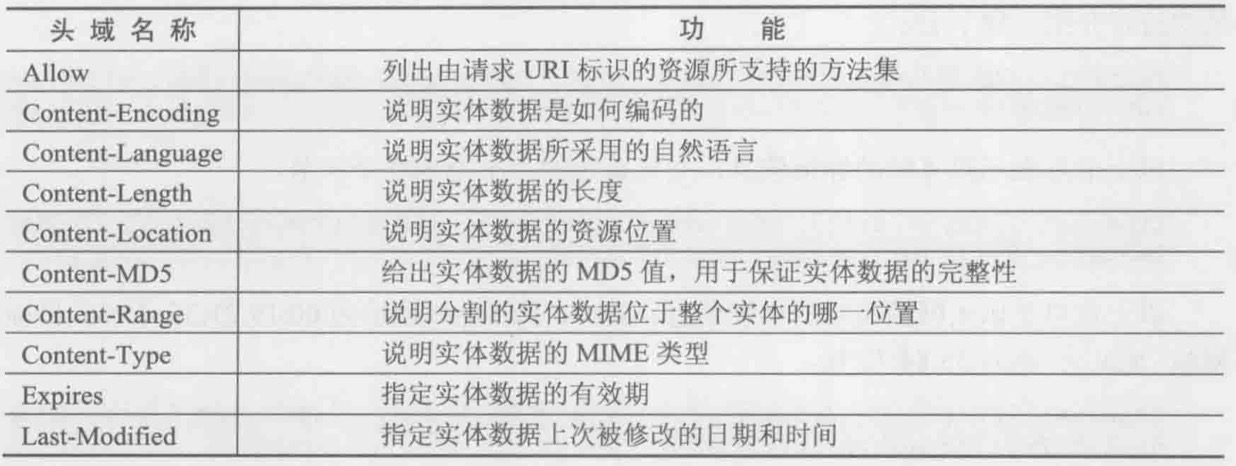 头域名称 功能
Allow 列出由请求 URI 标识的资源所支持的方法集
Content-Encoding 说明实体数据是如何编码的
Content-Language 说明实体数据所采用的自然语言
Content-Length 说明实体数据的长度
Content-Location 说明实体数据的资源位置
Content-MD5 给出实体数据的 MD5 值，用于保证实体数据的完整性
Content-Range 说明分割的实体数据位于整个实体的哪一位置
Content-Type 说明实体数据的 MIME 类型
Expires 指定实体数据的有效期
Last-Modified 指定实体数据上次被修改的日期和时间